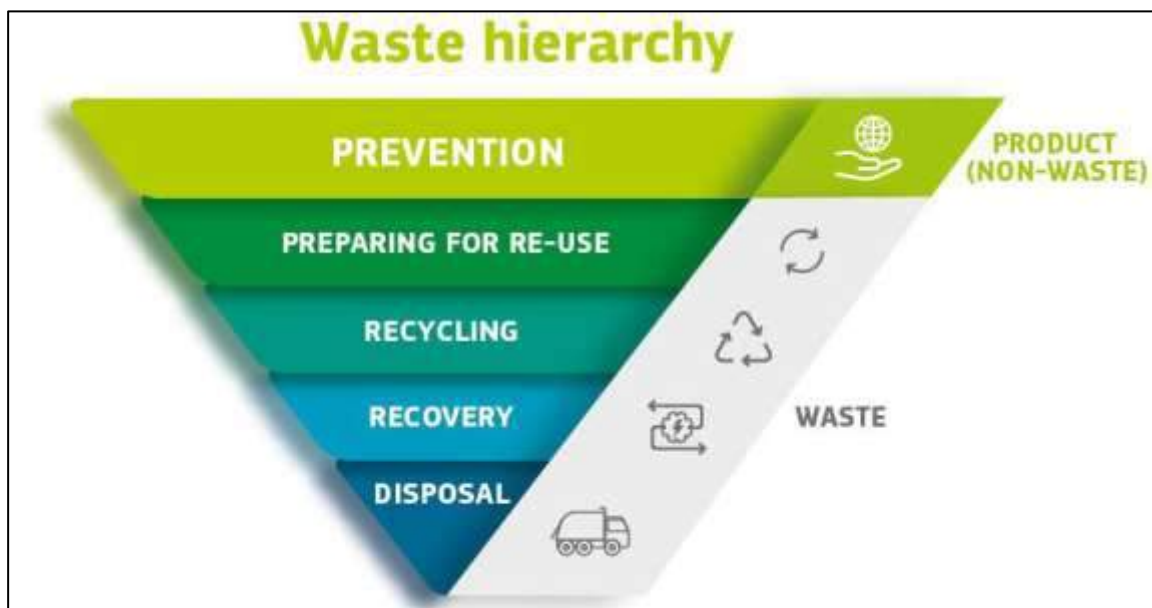 Waste hierarchy
PREVENTION
PRODUCT
(NON-WASTE)
PREPARING FOR RE-USE
RECYCLING
RECOVERY
WASTE
DISPOSAL